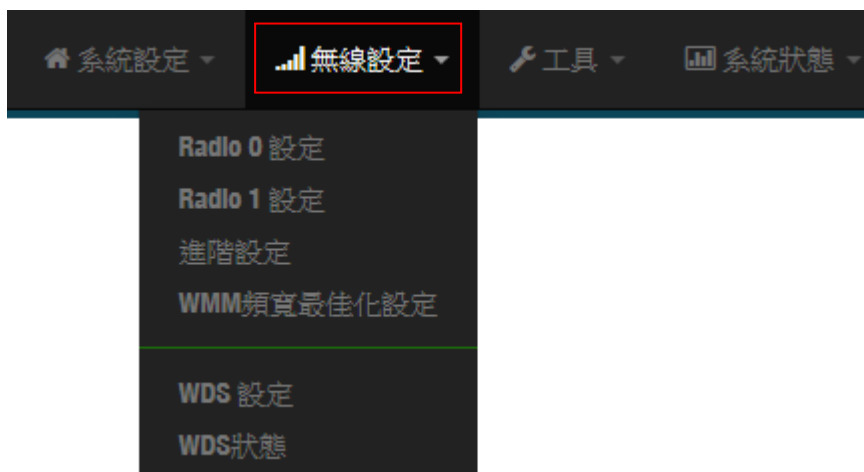 系統設定 無線設定 工具 系統狀態
Radio 0 設定
Radio 1 設定
進階設定
WMM頻寬最佳化設定
WDS 設定
WDS狀態